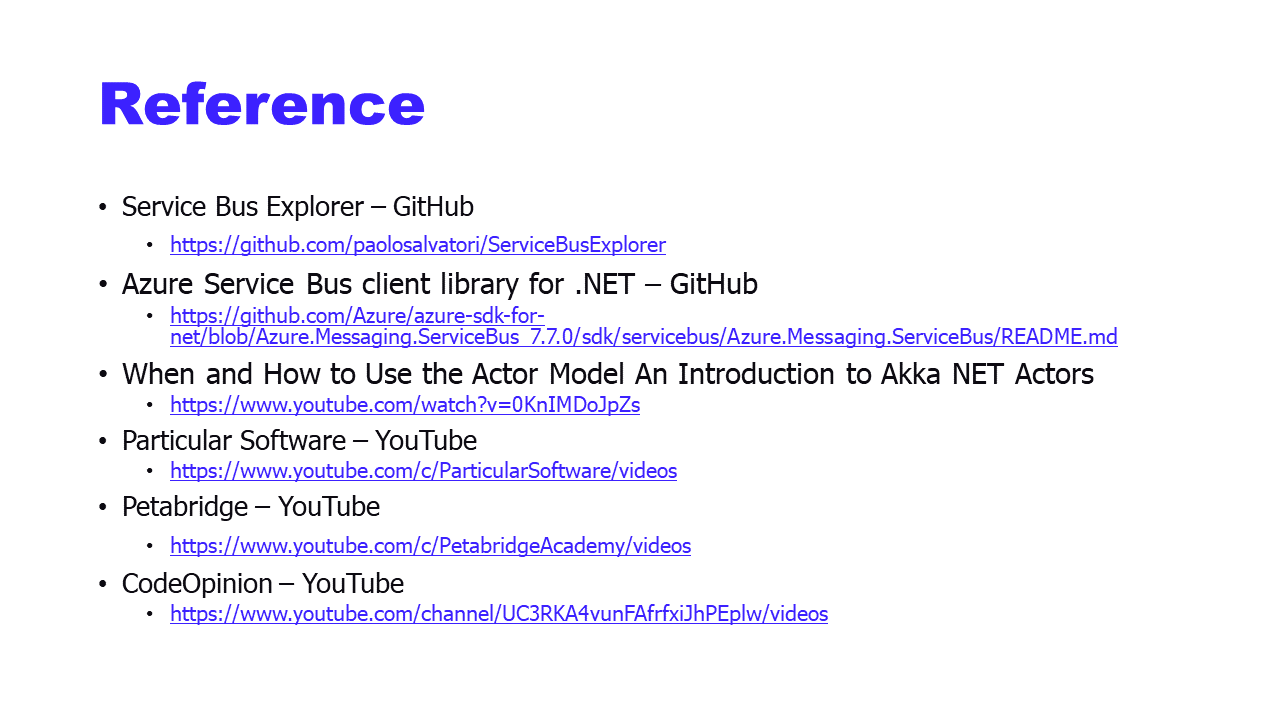 Reference
• Service Bus Explorer – GitHub
• https://github.com/paolosalvatori/ServiceBusExplorer
• Azure Service Bus client library for .NET – GitHub
• https://github.com/Azure/azure-sdk-for-
net/blob/Azure.Messaging.ServiceBus_7.7.0/sdk/servicebus/Azure.Messaging.ServiceBus/README.md
• When and How to Use the Actor Model An Introduction to Akka NET Actors
• https://www.youtube.com/watch?v=0KnIMDoJpZs
• Particular Software – YouTube
• https://www.youtube.com/c/ParticularSoftware/videos
• Petabridge – YouTube
• https://www.youtube.com/c/PetabridgeAcademy/videos
• CodeOpinion – YouTube
• https://www.youtube.com/channel/UC3RKA4vunFAfrfxiJhPEplw/videos